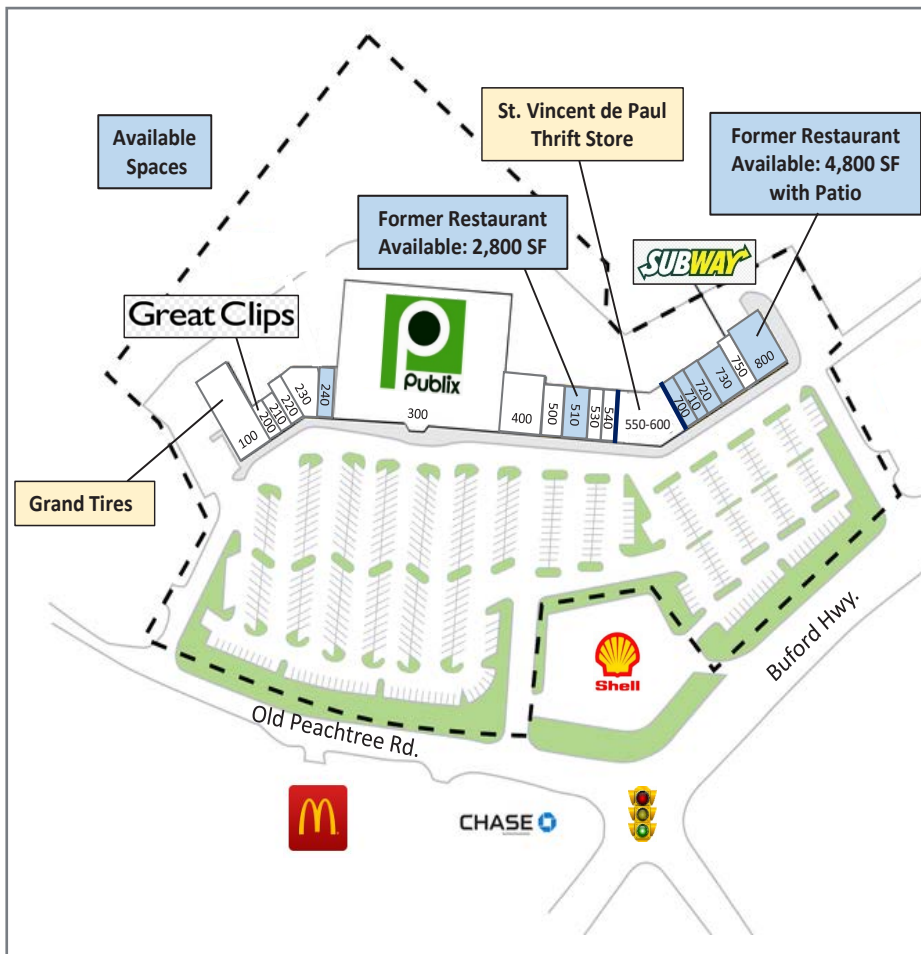 Available
Spaces
St. Vincent de Paul
Thrift Store
Former Restaurant
Available: 4,800 SF
with Patio
Former Restaurant
Available: 2,800 SF
SUBWAY
Great Clips
Publix
Grand Tires
100
200
210
220
230
240
300
400
500
510
530
540
550-600
700
710
720
730
750
800
Shell
Buford Hwy.
Old Peachtree Rd.
CHASE